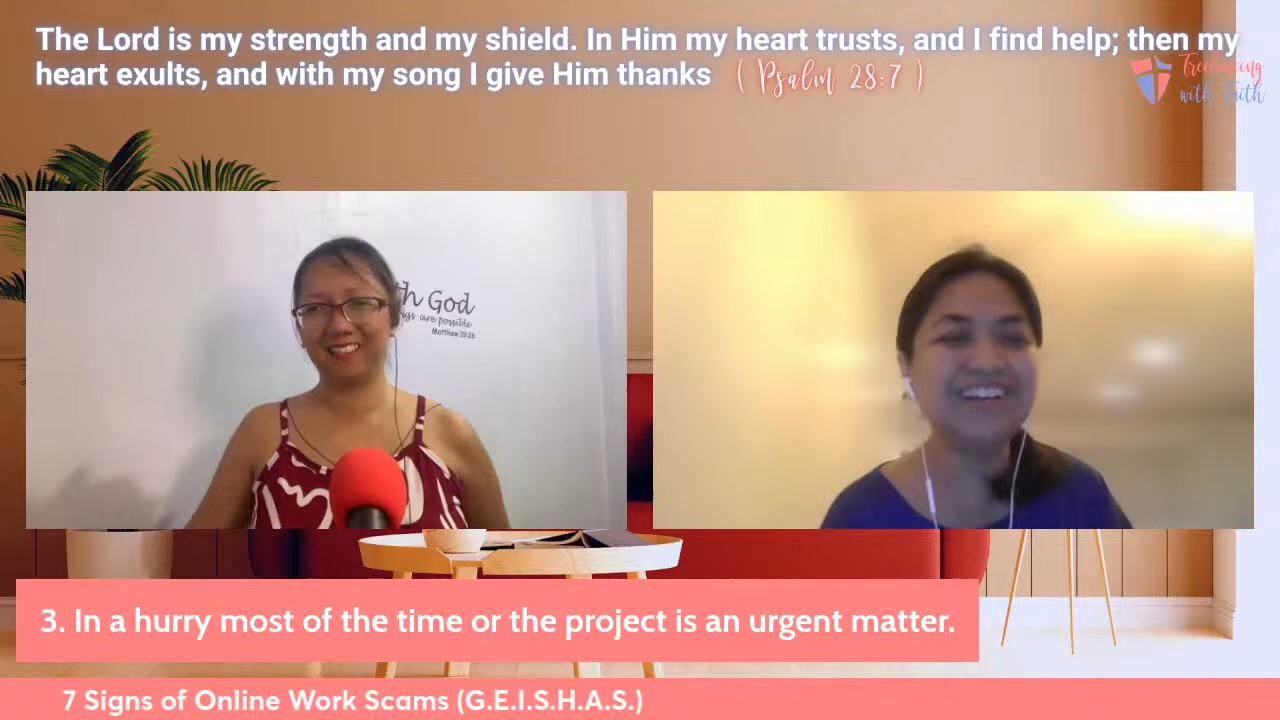 The Lord is my strength and my shield. In Him my heart trusts, and I find help; then my
heart exults, and with my song I give Him thanks ( Psalm 28:7 )
Freelancing
with Faith
th God
ngs are possible
Matthew 19:26
3. In a hurry most of the time or the project is an urgent matter.
7 Signs of Online Work Scams (G.E.I.S.H.A.S.)